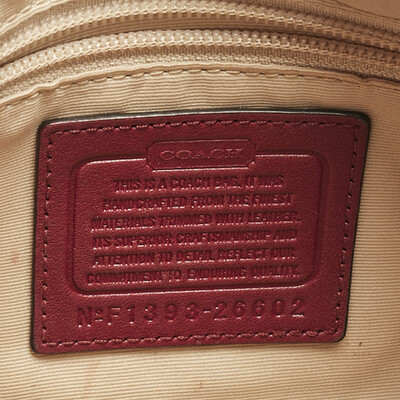 COACH
THIS IS A COACH BAG. IT WAS
HANDCRAFTED FROM THE FINEST
MATERIALS TRIMMED WITH LEATHER.
ITS SUPERIOR CRAFTSMANSHIP AND
ATTENTION TO DETAIL REFLECT OUR
COMMITMENT TO ENDURING QUALITY.
Nº F1393-26602